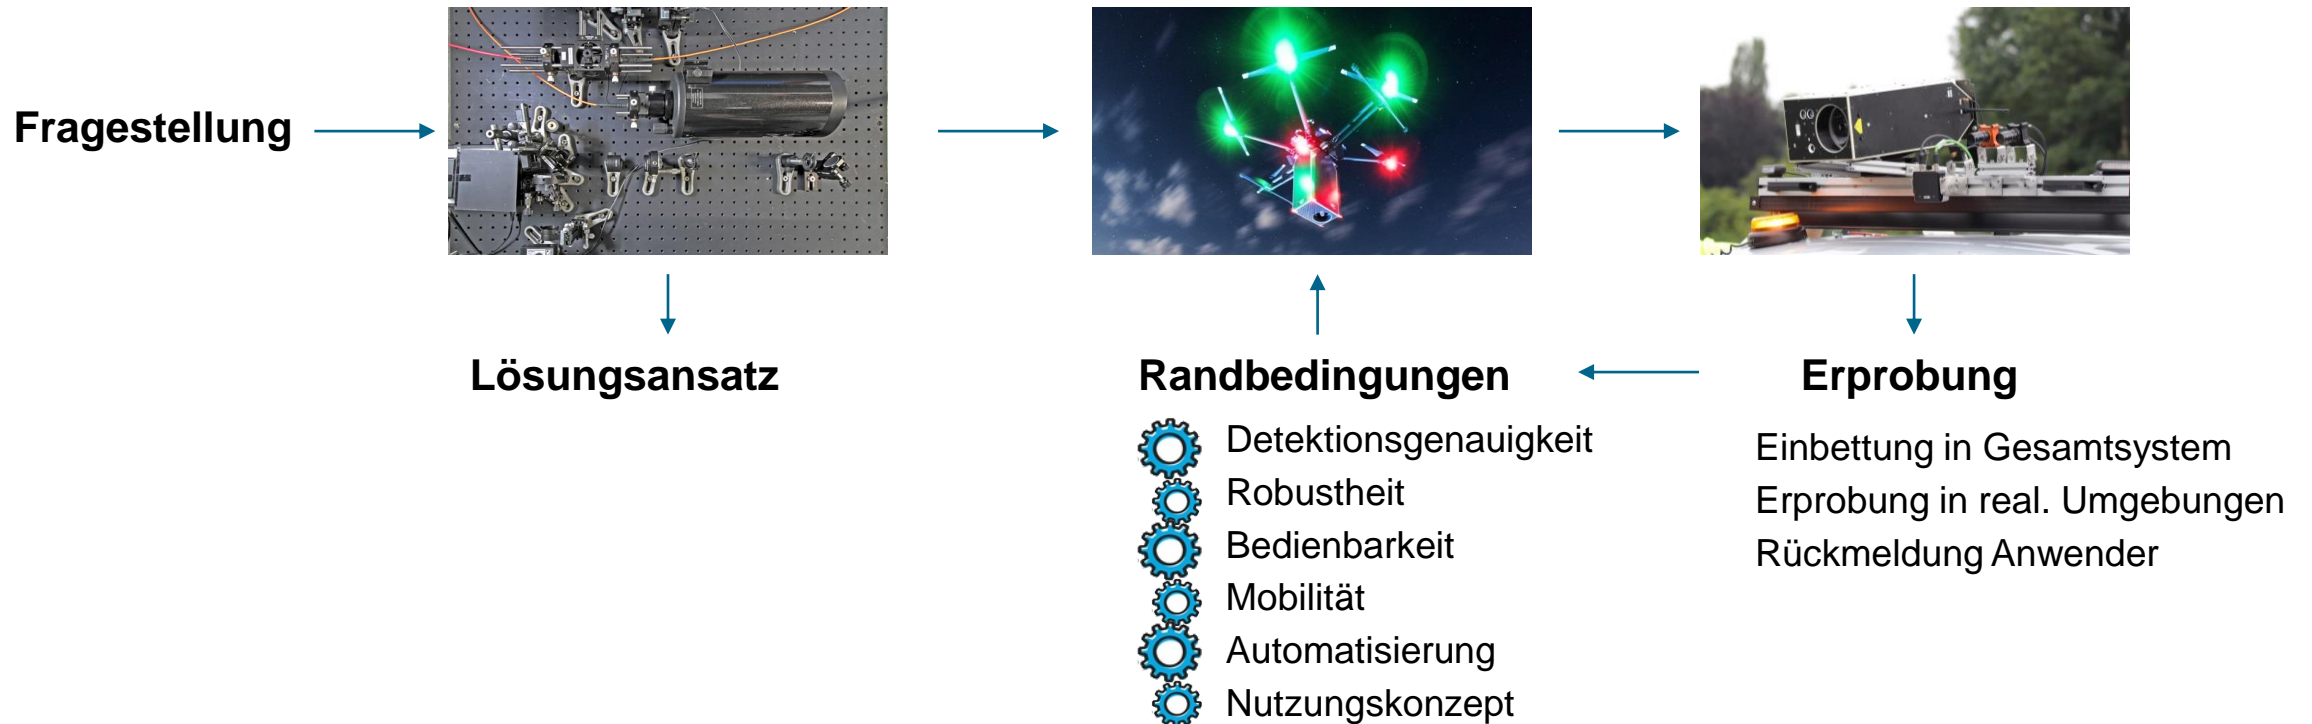 Fragestellung
Lösungsansatz
Randbedingungen
Detektionsgenauigkeit
Robustheit
Bedienbarkeit
Mobilität
Automatisierung
Nutzungskonzept
Erprobung
Einbettung in Gesamtsystem
Erprobung in real. Umgebungen
Rückmeldung Anwender